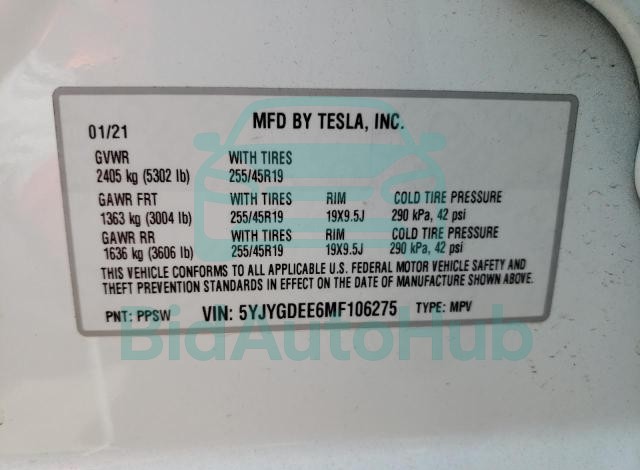 MFD BY TESLA, INC.
01/21
GVWR WITH TIRES
2405 kg (5302 lb) 255/45R19
GAWR FRT WITH TIRES RIM COLD TIRE PRESSURE
1363 kg (3004 lb) 255/45R19 19X9.5J 290 kPa, 42 psi
GAWR RR WITH TIRES RIM COLD TIRE PRESSURE
1636 kg (3606 lb) 255/45R19 19X9.5J 290 kPa, 42 psi
THIS VEHICLE CONFORMS TO ALL APPLICABLE U.S. FEDERAL MOTOR VEHICLE SAFETY AND
THEFT PREVENTION STANDARDS IN EFFECT ON THE DATE OF MANUFACTURE SHOWN ABOVE.
PNT: PPSW VIN: 5YJYGDEE6MF106275 TYPE: MPV
BidAutoHub